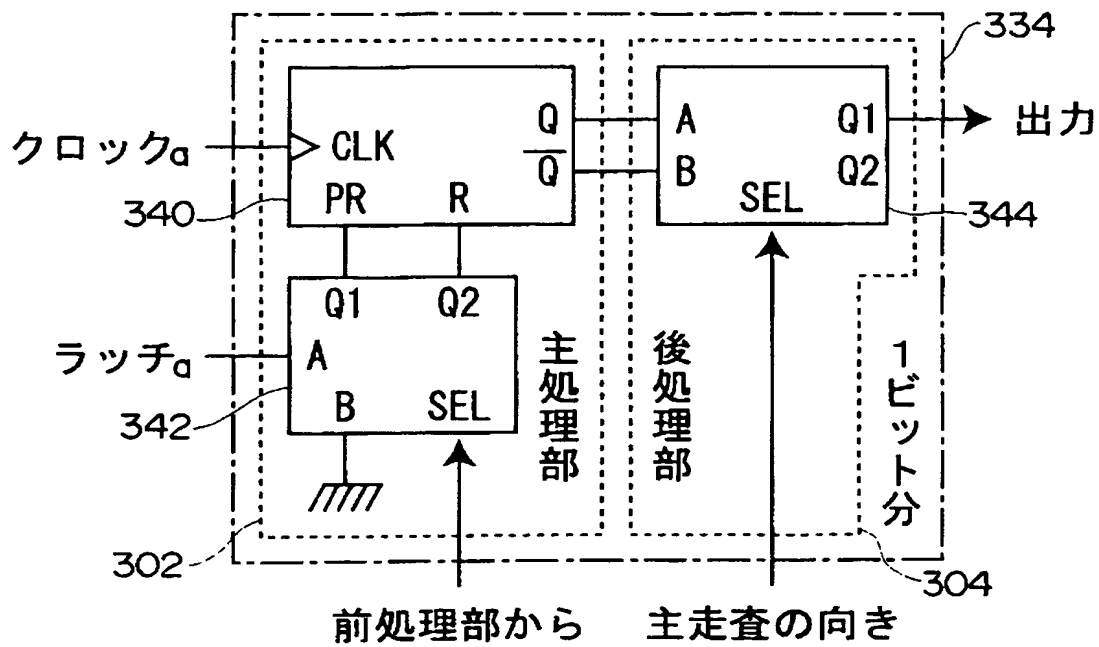 334
クロックa
CLK
Q
Q̅
PR
R
340
A
B
Q1
Q2
SEL
出力
344
ラッチa
Q1
Q2
A
B
SEL
342
主処理部
後処理部
1ビット分
302
304
前処理部から
主走査の向き